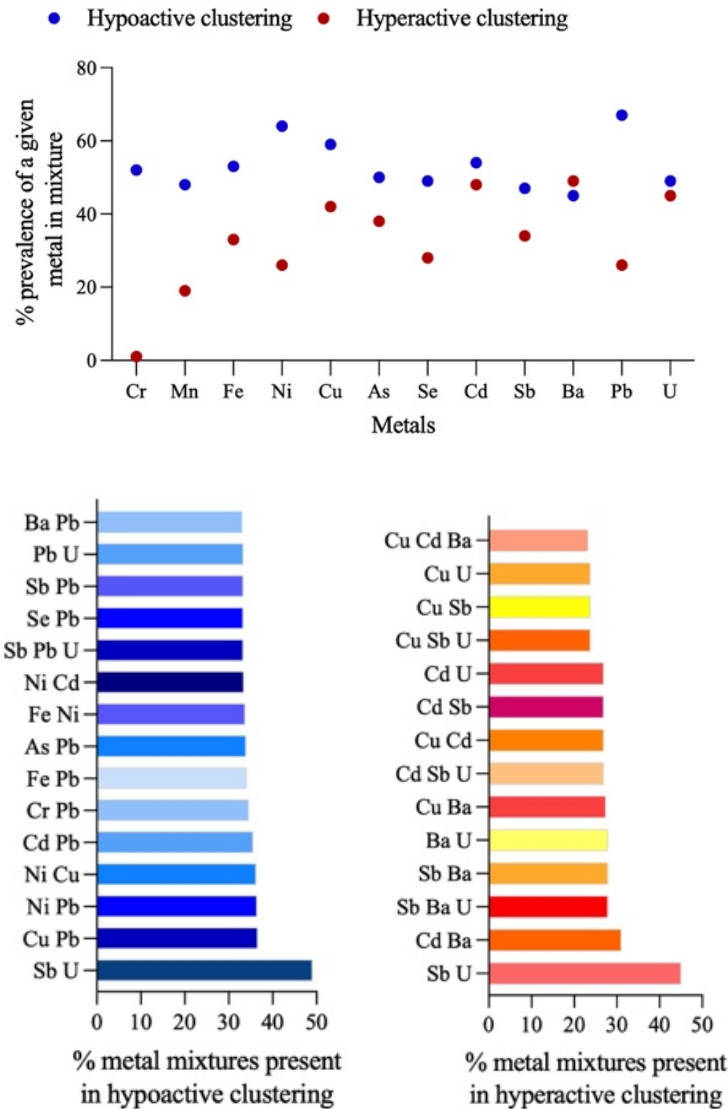 Hypoactive clustering Hyperactive clustering
% prevalence of a given
metal in mixture
80
60
40
20
0
Cr Mn Fe Ni Cu As Se Cd Sb Ba Pb U
Metals
Ba Pb
Pb U
Sb Pb
Se Pb
Sb Pb U
Ni Cd
Fe Ni
As Pb
Fe Pb
Cr Pb
Cd Pb
Ni Cu
Ni Pb
Cu Pb
Sb U
0 10 20 30 40 50
% metal mixtures present
in hypoactive clustering
Cu Cd Ba
Cu U
Cu Sb
Cu Sb U
Cd U
Cd Sb
Cu Cd
Cd Sb U
Cu Ba
Ba U
Sb Ba
Sb Ba U
Cd Ba
Sb U
0 10 20 30 40 50
% metal mixtures present
in hyperactive clustering